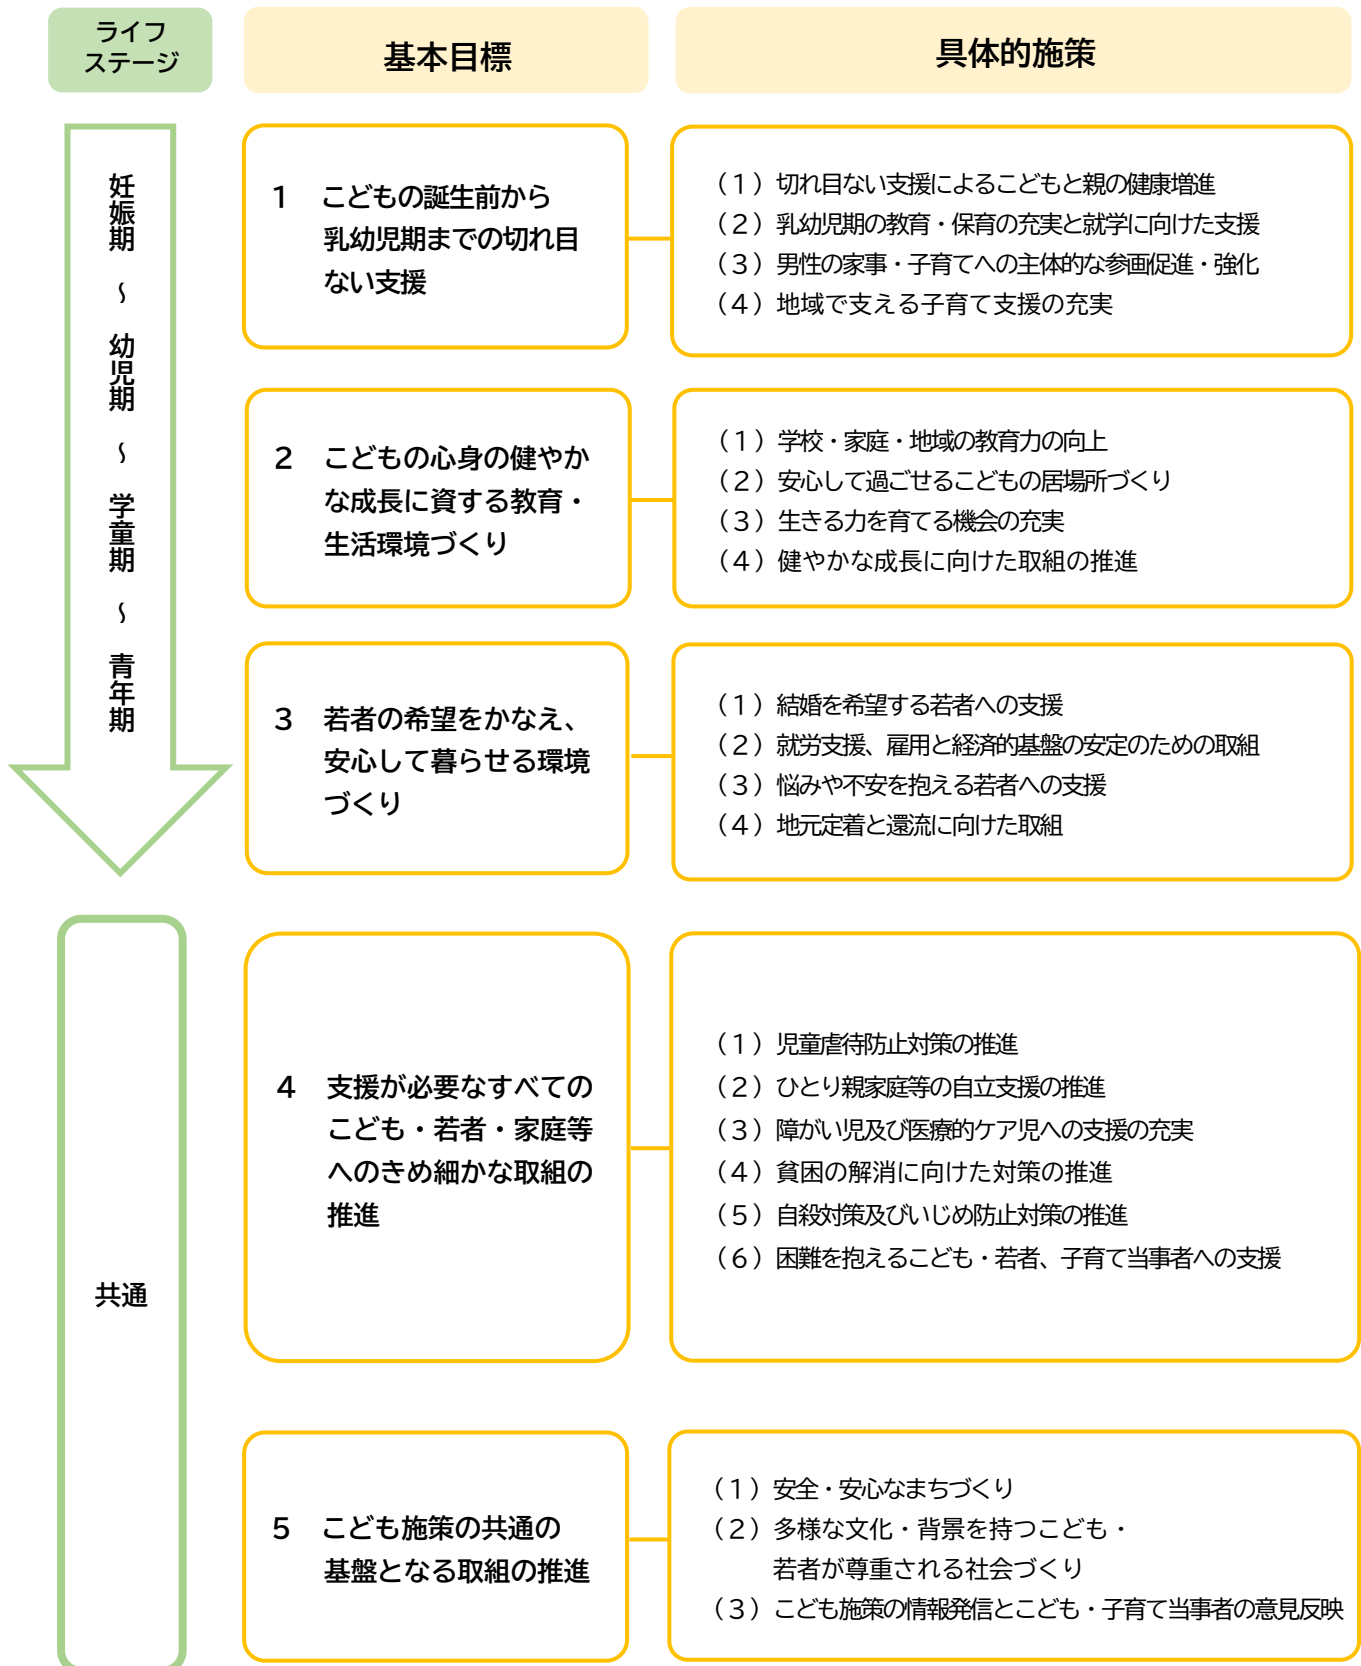 ライフ
ステージ
基本目標
具体的施策
妊娠期 ～ 幼児期 ～ 学童期 ～ 青年期
1 こどもの誕生前から
乳幼児期までの切れ目
ない支援
（1）切れ目ない支援によるこどもと親の健康増進
（2）乳幼児期の教育・保育の充実と就学に向けた支援
（3）男性の家事・子育てへの主体的な参画促進・強化
（4）地域で支える子育て支援の充実
2 こどもの心身の健やか
な成長に資する教育・
生活環境づくり
（1）学校・家庭・地域の教育力の向上
（2）安心して過ごせるこどもの居場所づくり
（3）生きる力を育てる機会の充実
（4）健やかな成長に向けた取組の推進
3 若者の希望をかなえ、
安心して暮らせる環境
づくり
（1）結婚を希望する若者への支援
（2）就労支援、雇用と経済的基盤の安定のための取組
（3）悩みや不安を抱える若者への支援
（4）地元定着と還流に向けた取組
共通
4 支援が必要なすべての
こども・若者・家庭等
へのきめ細かな取組の
推進
（1）児童虐待防止対策の推進
（2）ひとり親家庭等の自立支援の推進
（3）障がい児及び医療的ケア児への支援の充実
（4）貧困の解消に向けた対策の推進
（5）自殺対策及びいじめ防止対策の推進
（6）困難を抱えるこども・若者、子育て当事者への支援
5 こども施策の共通の
基盤となる取組の推進
（1）安全・安心なまちづくり
（2）多様な文化・背景を持つこども・
若者が尊重される社会づくり
（3）こども施策の情報発信とこども・子育て当事者の意見反映